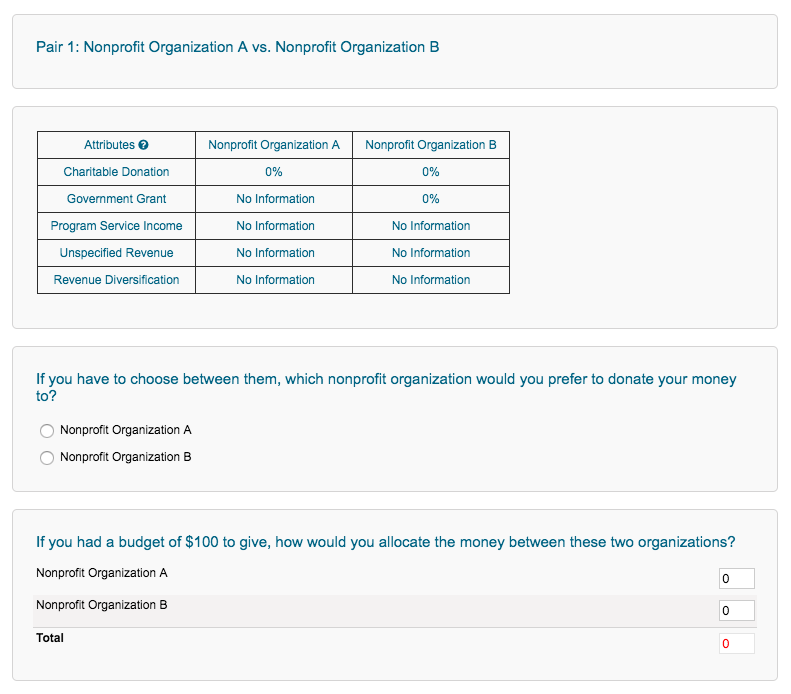 Pair 1: Nonprofit Organization A vs. Nonprofit Organization B
Attributes ? Nonprofit Organization A Nonprofit Organization B
Charitable Donation 0% 0%
Government Grant No Information 0%
Program Service Income No Information No Information
Unspecified Revenue No Information No Information
Revenue Diversification No Information No Information
If you have to choose between them, which nonprofit organization would you prefer to donate your money
to?
Nonprofit Organization A
Nonprofit Organization B
If you had a budget of $100 to give, how would you allocate the money between these two organizations?
Nonprofit Organization A 0
Nonprofit Organization B 0
Total 0